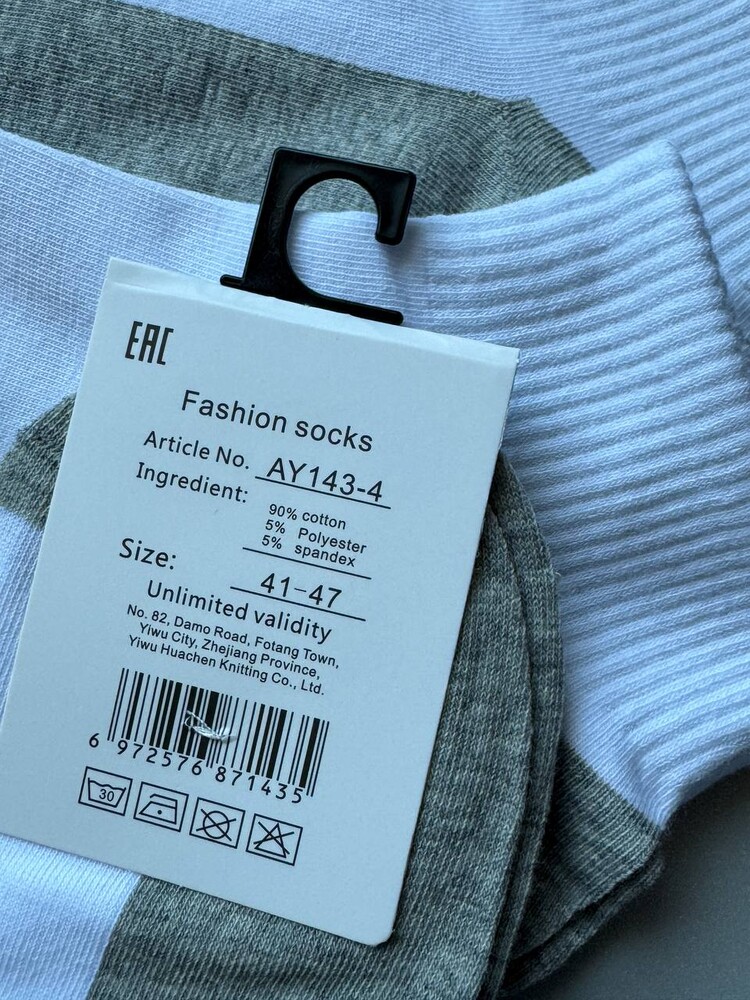 EAC
Fashion socks
Article No. AY143-4
Ingredient:
90% cotton
5% Polyester
5% spandex
Size:
41-47
Unlimited validity
No. 82, Damo Road, Fotang Town,
Yiwu City, Zhejiang Province,
Yiwu Huachen Knitting Co., Ltd.
6 972576 871435
30